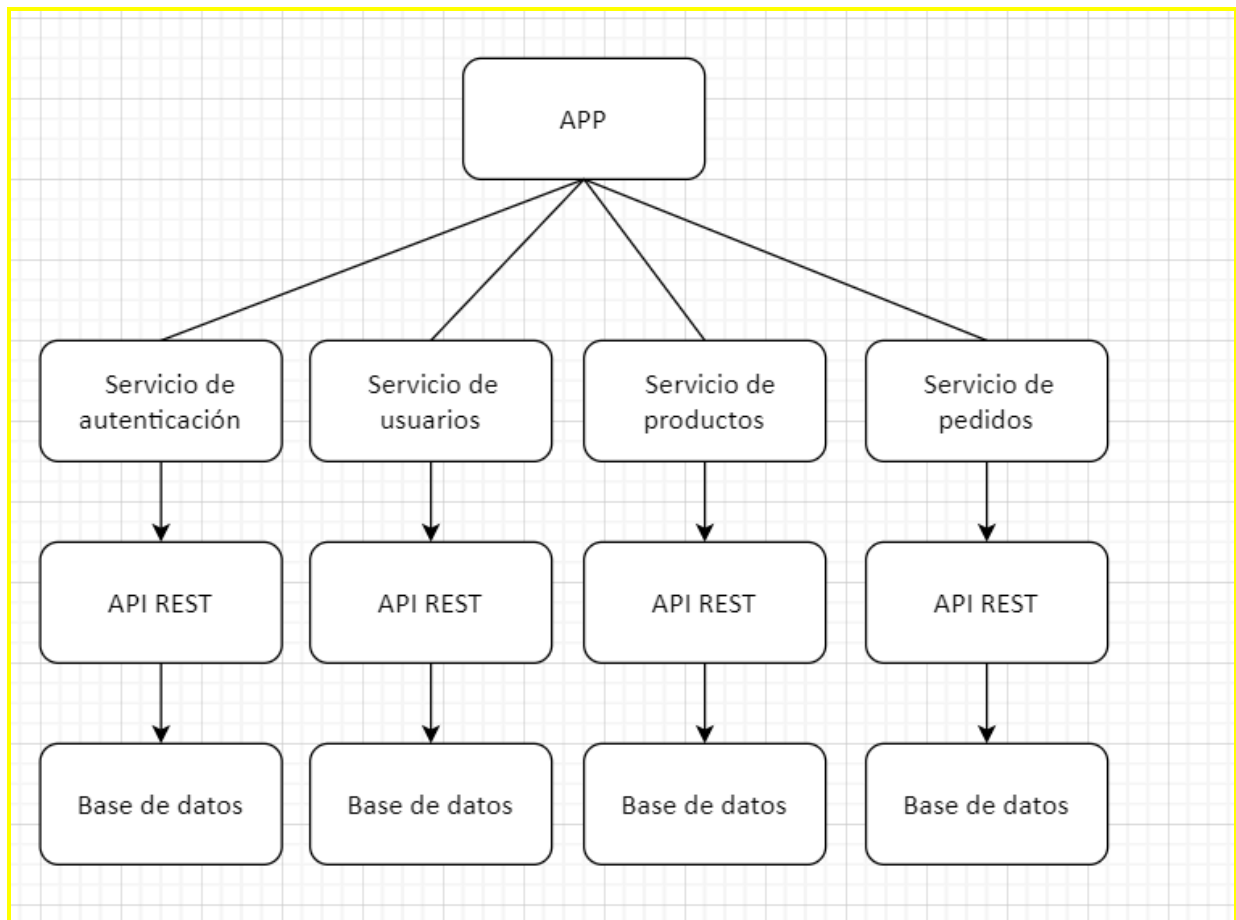 APP
Servicio de
autenticación
Servicio de
usuarios
Servicio de
productos
Servicio de
pedidos
API REST
API REST
API REST
API REST
Base de datos
Base de datos
Base de datos
Base de datos